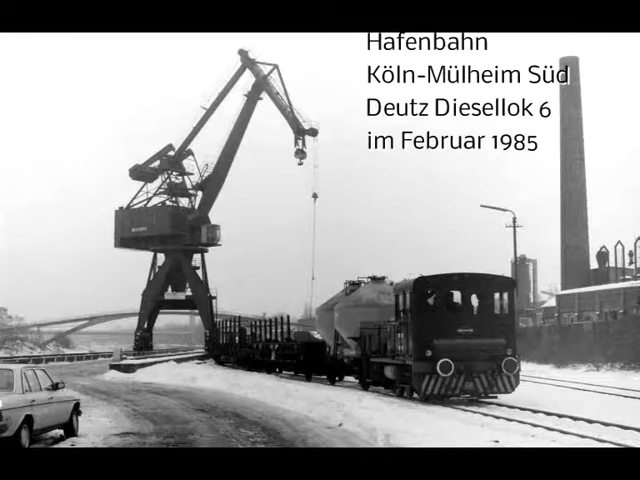 Hafenbahn
Köln-Mülheim Süd
Deutz Diesellok 6
im Februar 1985